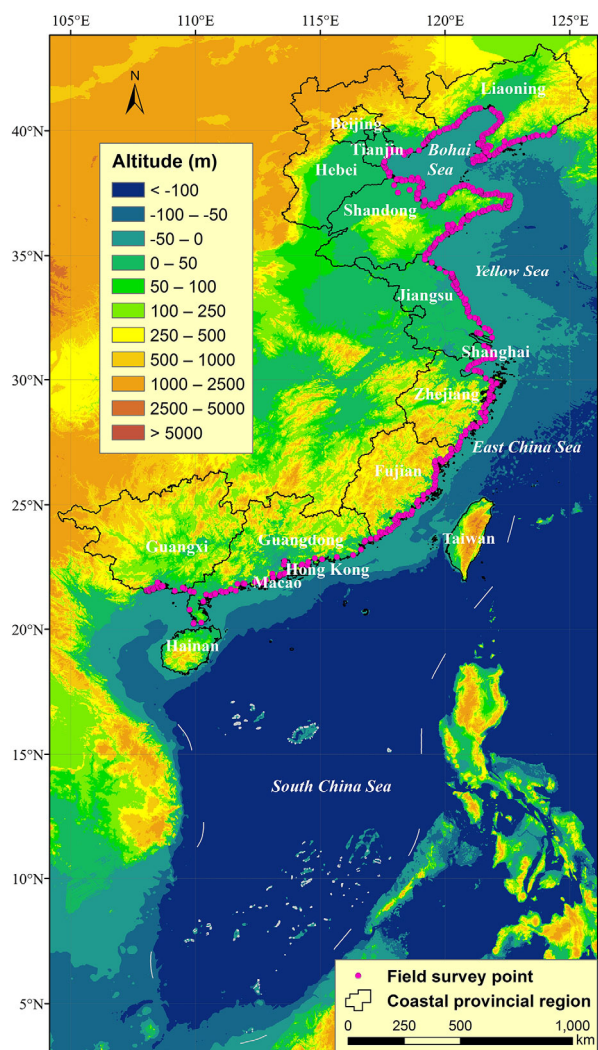 105°E
110°E
115°E
120°E
125°E
N
40°N
35°N
30°N
25°N
20°N
15°N
10°N
5°N
Altitude (m)
< -100
-100 – -50
-50 – 0
0 – 50
50 – 100
100 – 250
250 – 500
500 – 1000
1000 – 2500
2500 – 5000
> 5000
Liaoning
Beijing
Tianjin
Bohai
Sea
Hebei
Shandong
Yellow Sea
Jiangsu
Shanghai
Zhejiang
East China Sea
Fujian
Taiwan
Guangxi
Guangdong
Hong Kong
Macao
Hainan
South China Sea
Field survey point
Coastal provincial region
0 250 500 1,000
km